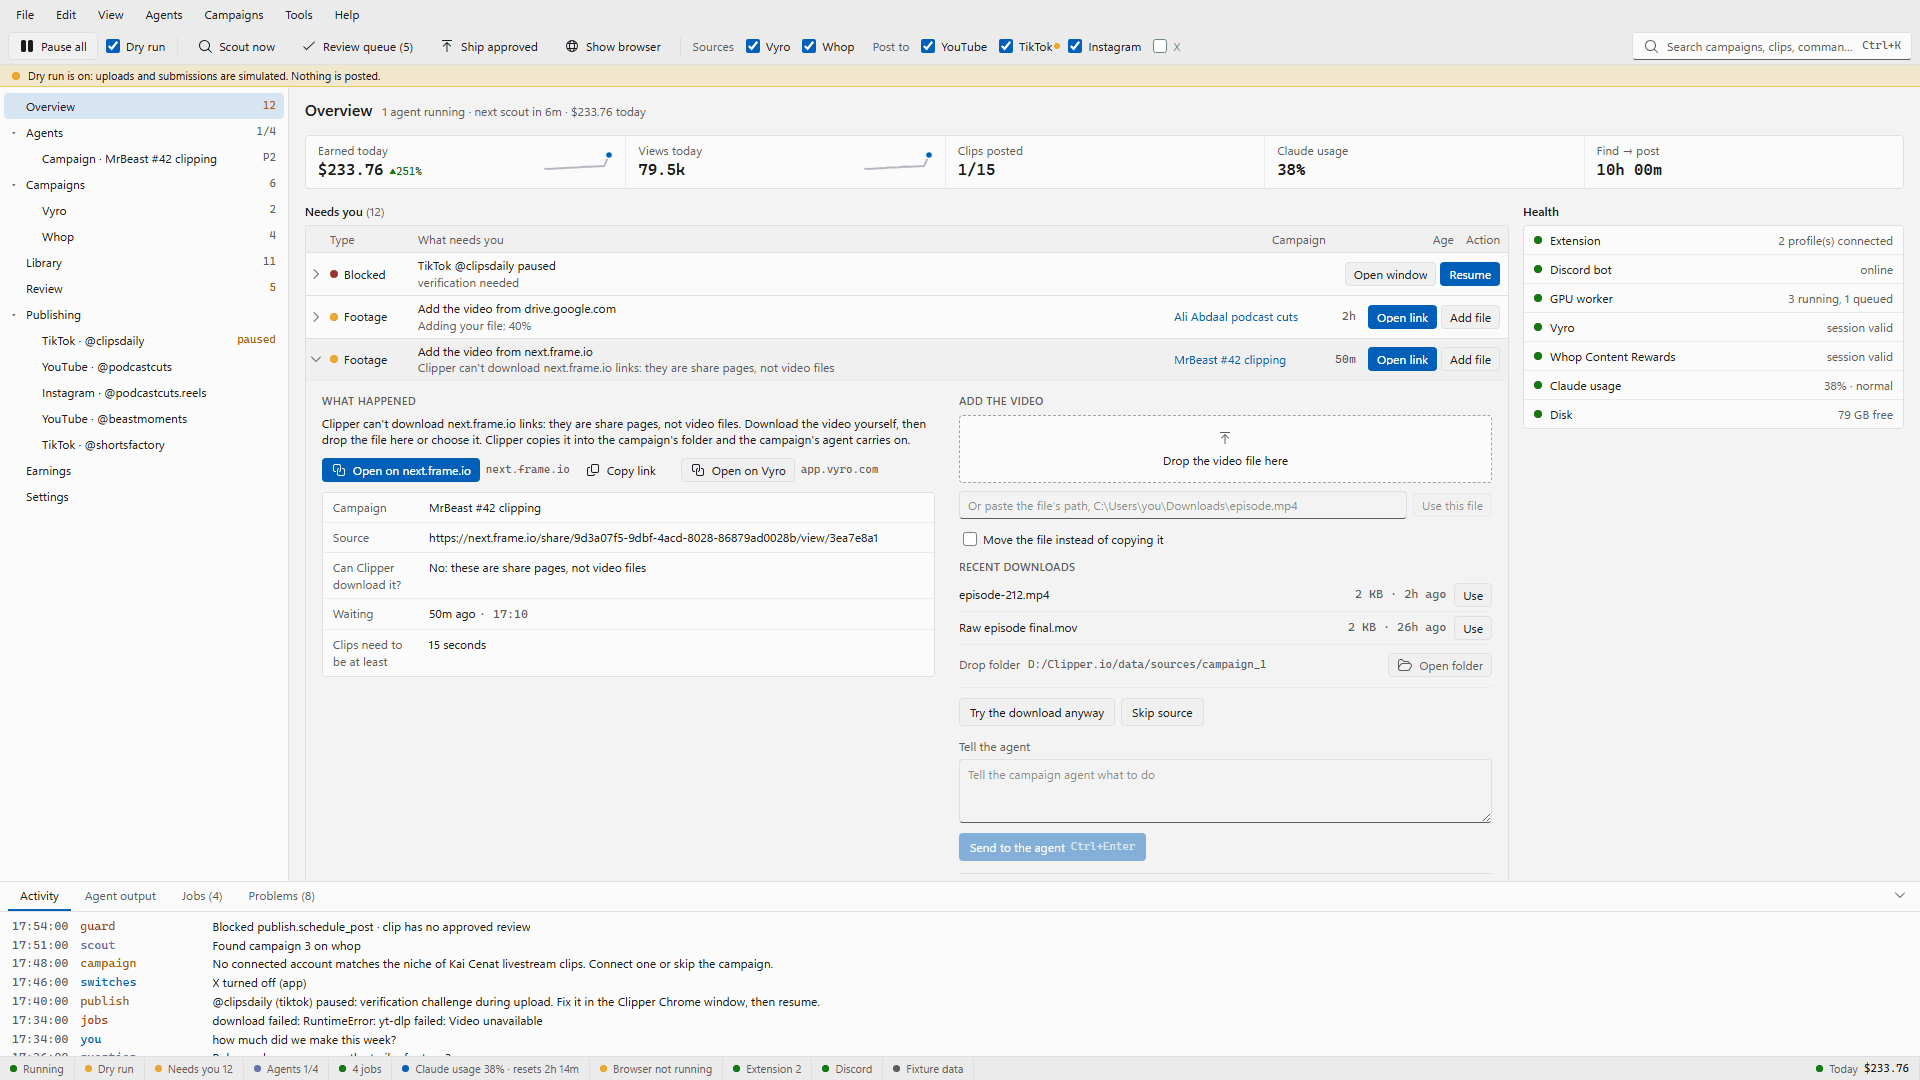 File Edit View Agents Campaigns Tools Help
Pause all Dry run Scout now Review queue (5) Ship approved Show browser Sources Vyro Whop Post to YouTube TikTok Instagram X Search campaigns, clips, comman... Ctrl+K
Dry run is on: uploads and submissions are simulated. Nothing is posted.
Overview 12
Agents 1/4
Campaign · MrBeast #42 clipping P2
Campaigns 6
Vyro 2
Whop 4
Library 11
Review 5
Publishing
TikTok · @clipsdaily paused
YouTube · @podcastcuts
Instagram · @podcastcuts.reels
YouTube · @beastmoments
TikTok · @shortsfactory
Earnings
Settings
Overview 1 agent running · next scout in 6m · $233.76 today
Earned today
$233.76 ▲251%
Views today
79.5k
Clips posted
1/15
Claude usage
38%
Find → post
10h 00m
Needs you (12)
Type What needs you Campaign Age Action
Blocked TikTok @clipsdaily paused
verification needed
Open window Resume
Footage Add the video from drive.google.com
Adding your file: 40%
Ali Abdaal podcast cuts 2h Open link Add file
Footage Add the video from next.frame.io
Clipper can't download next.frame.io links: they are share pages, not video files
MrBeast #42 clipping 50m Open link Add file
WHAT HAPPENED
Clipper can't download next.frame.io links: they are share pages, not video files. Download the video yourself, then
drop the file here or choose it. Clipper copies it into the campaign's folder and the campaign's agent carries on.
Open on next.frame.io next.frame.io Copy link Open on Vyro app.vyro.com
Campaign MrBeast #42 clipping
Source https://next.frame.io/share/9d3a07f5-9dbf-4acd-8028-86879ad0028b/view/3ea7e8a1
Can Clipper
download it?
No: these are share pages, not video files
Waiting 50m ago · 17:10
Clips need to
be at least
15 seconds
ADD THE VIDEO
Drop the video file here
Or paste the file's path, C:\Users\you\Downloads\episode.mp4 Use this file
Move the file instead of copying it
RECENT DOWNLOADS
episode-212.mp4 2 KB · 2h ago Use
Raw episode final.mov 2 KB · 26h ago Use
Drop folder D:/Clipper.io/data/sources/campaign_1 Open folder
Try the download anyway Skip source
Tell the agent
Tell the campaign agent what to do
Send to the agent Ctrl+Enter
Health
Extension 2 profile(s) connected
Discord bot online
GPU worker 3 running, 1 queued
Vyro session valid
Whop Content Rewards session valid
Claude usage 38% · normal
Disk 79 GB free
Activity Agent output Jobs (4) Problems (8)
17:54:00 guard Blocked publish.schedule_post · clip has no approved review
17:51:00 scout Found campaign 3 on whop
17:48:00 campaign No connected account matches the niche of Kai Cenat livestream clips. Connect one or skip the campaign.
17:46:00 switches X turned off (app)
17:40:00 publish @clipsdaily (tiktok) paused: verification challenge during upload. Fix it in the Clipper Chrome window, then resume.
17:34:00 jobs download failed: RuntimeError: yt-dlp failed: Video unavailable
17:34:00 you how much did we make this week?
Running Dry run Needs you 12 Agents 1/4 4 jobs Claude usage 38% · resets 2h 14m Browser not running Extension 2 Discord Fixture data Today $233.76